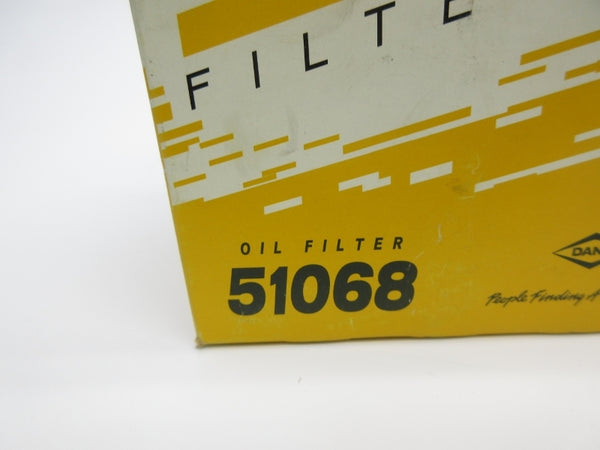 FILTE
OIL FILTER
51068
DAN
People Finding A